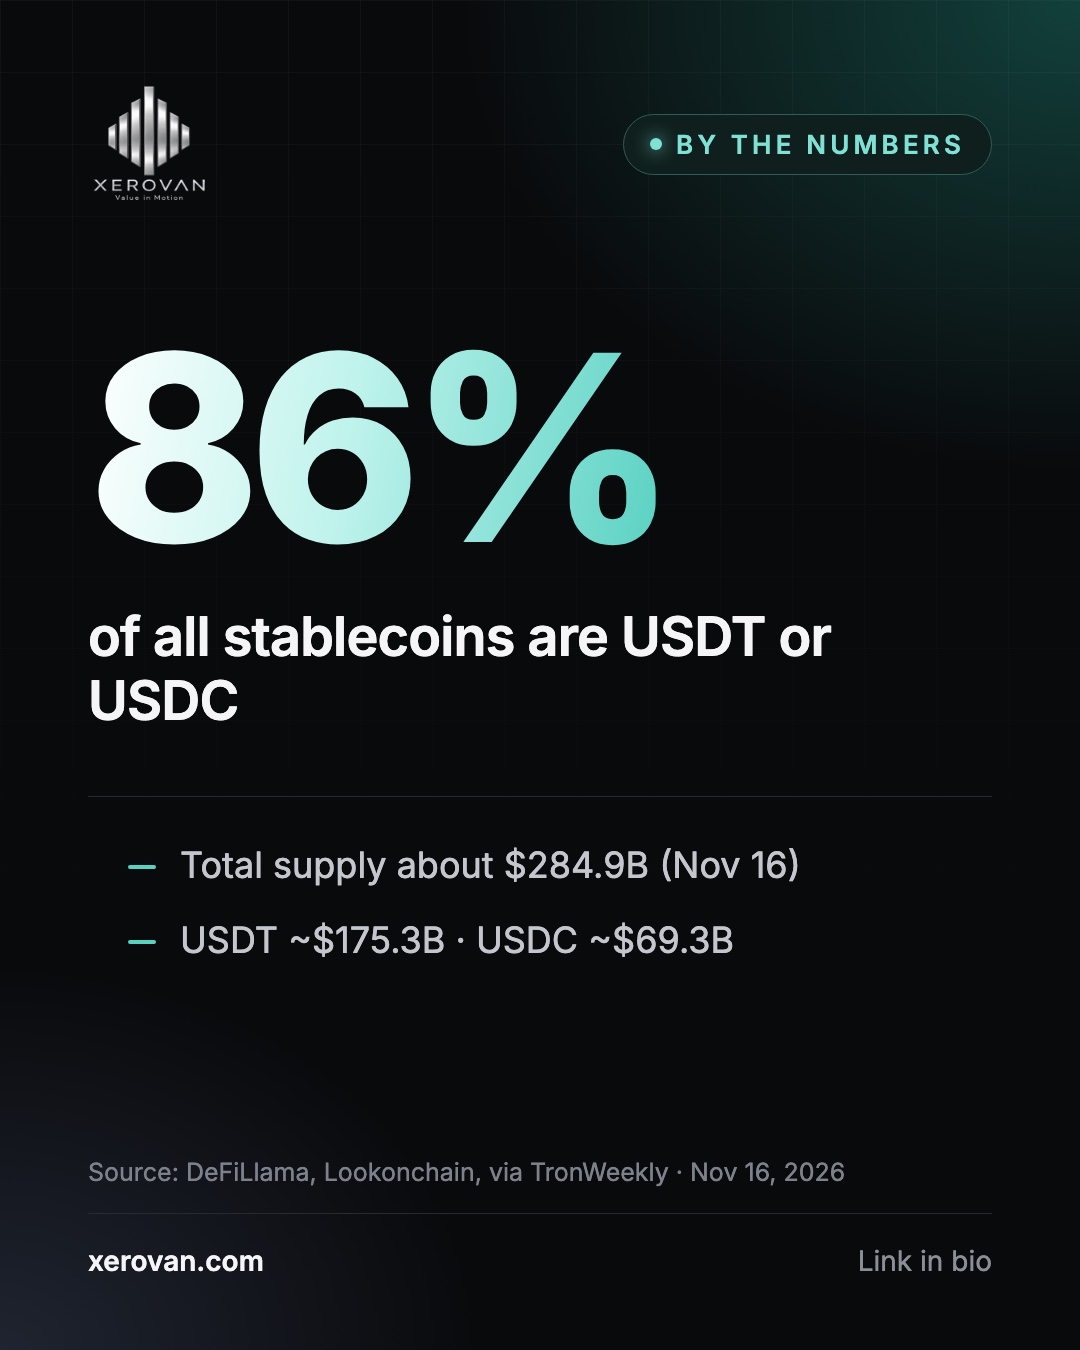 XEROVAN
Value in Motion
BY THE NUMBERS
86%
of all stablecoins are USDT or
USDC
Total supply about $284.9B (Nov 16)
USDT ~$175.3B · USDC ~$69.3B
Source: DeFiLlama, Lookonchain, via TronWeekly · Nov 16, 2026
xerovan.com
Link in bio